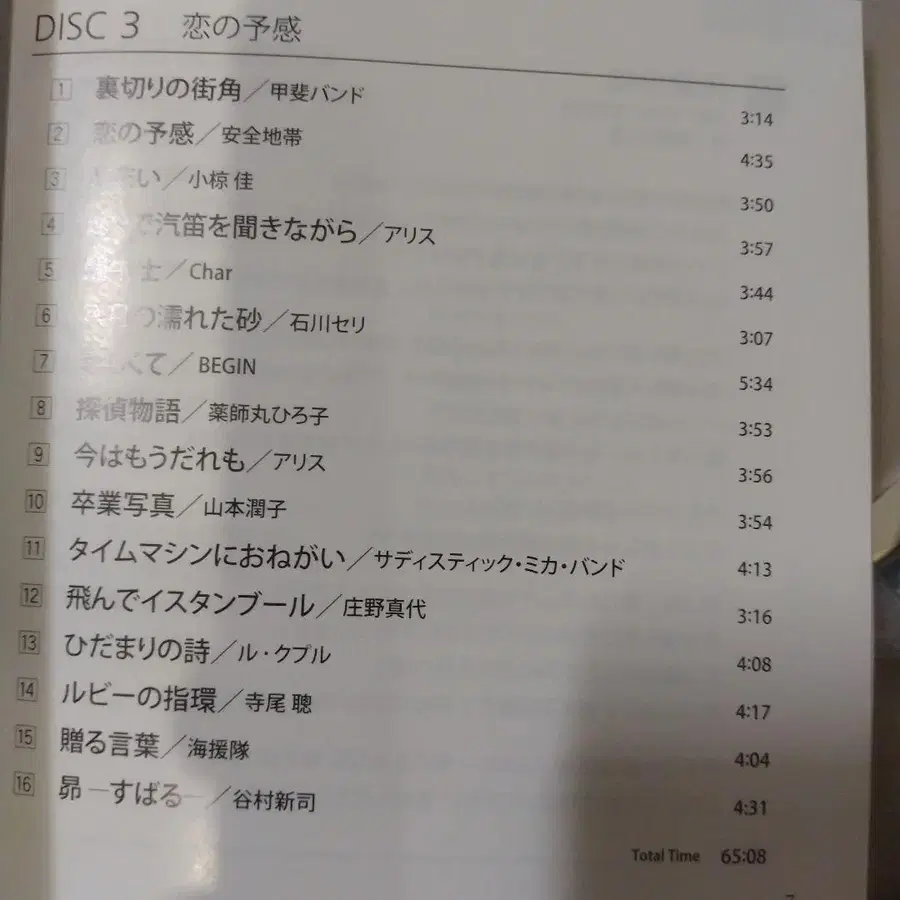 DISC 3 恋の予感
1 裏切りの街角／甲斐バンド 3:14
2 恋の予感／安全地帯 4:35
3 ／小椋 佳 3:50
4 で汽笛を聞きながら／アリス 3:57
5 士／Char 3:44
6 の濡れた砂／石川セリ 3:07
7 くて／BEGIN 5:34
8 探偵物語／薬師丸ひろ子 3:53
9 今はもうだれも／アリス 3:56
10 卒業写真／山本潤子 3:54
11 タイムマシンにおねがい／サディスティック・ミカ・バンド 4:13
12 飛んでイスタンブール／庄野真代 3:16
13 ひだまりの詩／ル・クプル 4:08
14 ルビーの指環／寺尾 聰 4:17
15 贈る言葉／海援隊 4:04
16 昴 ―すばる―／谷村新司 4:31
Total Time 65:08